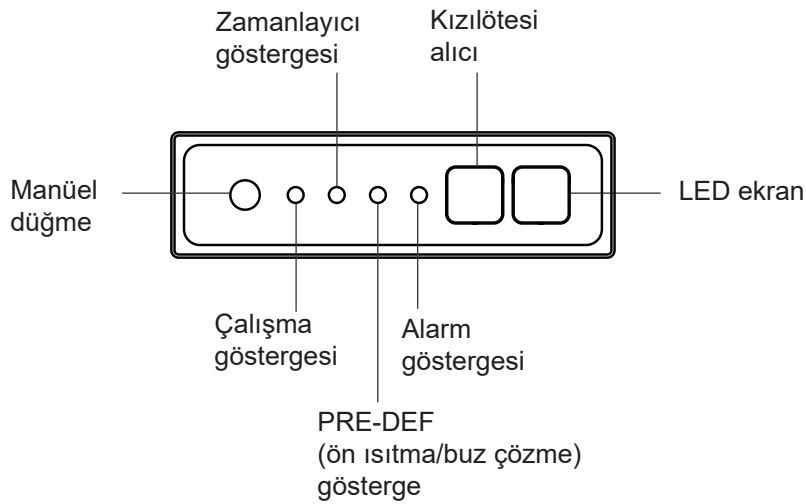 Zamanlayıcı
göstergesi
Kızılötesi
alıcı
Manüel
düğme
LED ekran
Çalışma
göstergesi
Alarm
göstergesi
PRE-DEF
(ön ısıtma/buz çözme)
gösterge